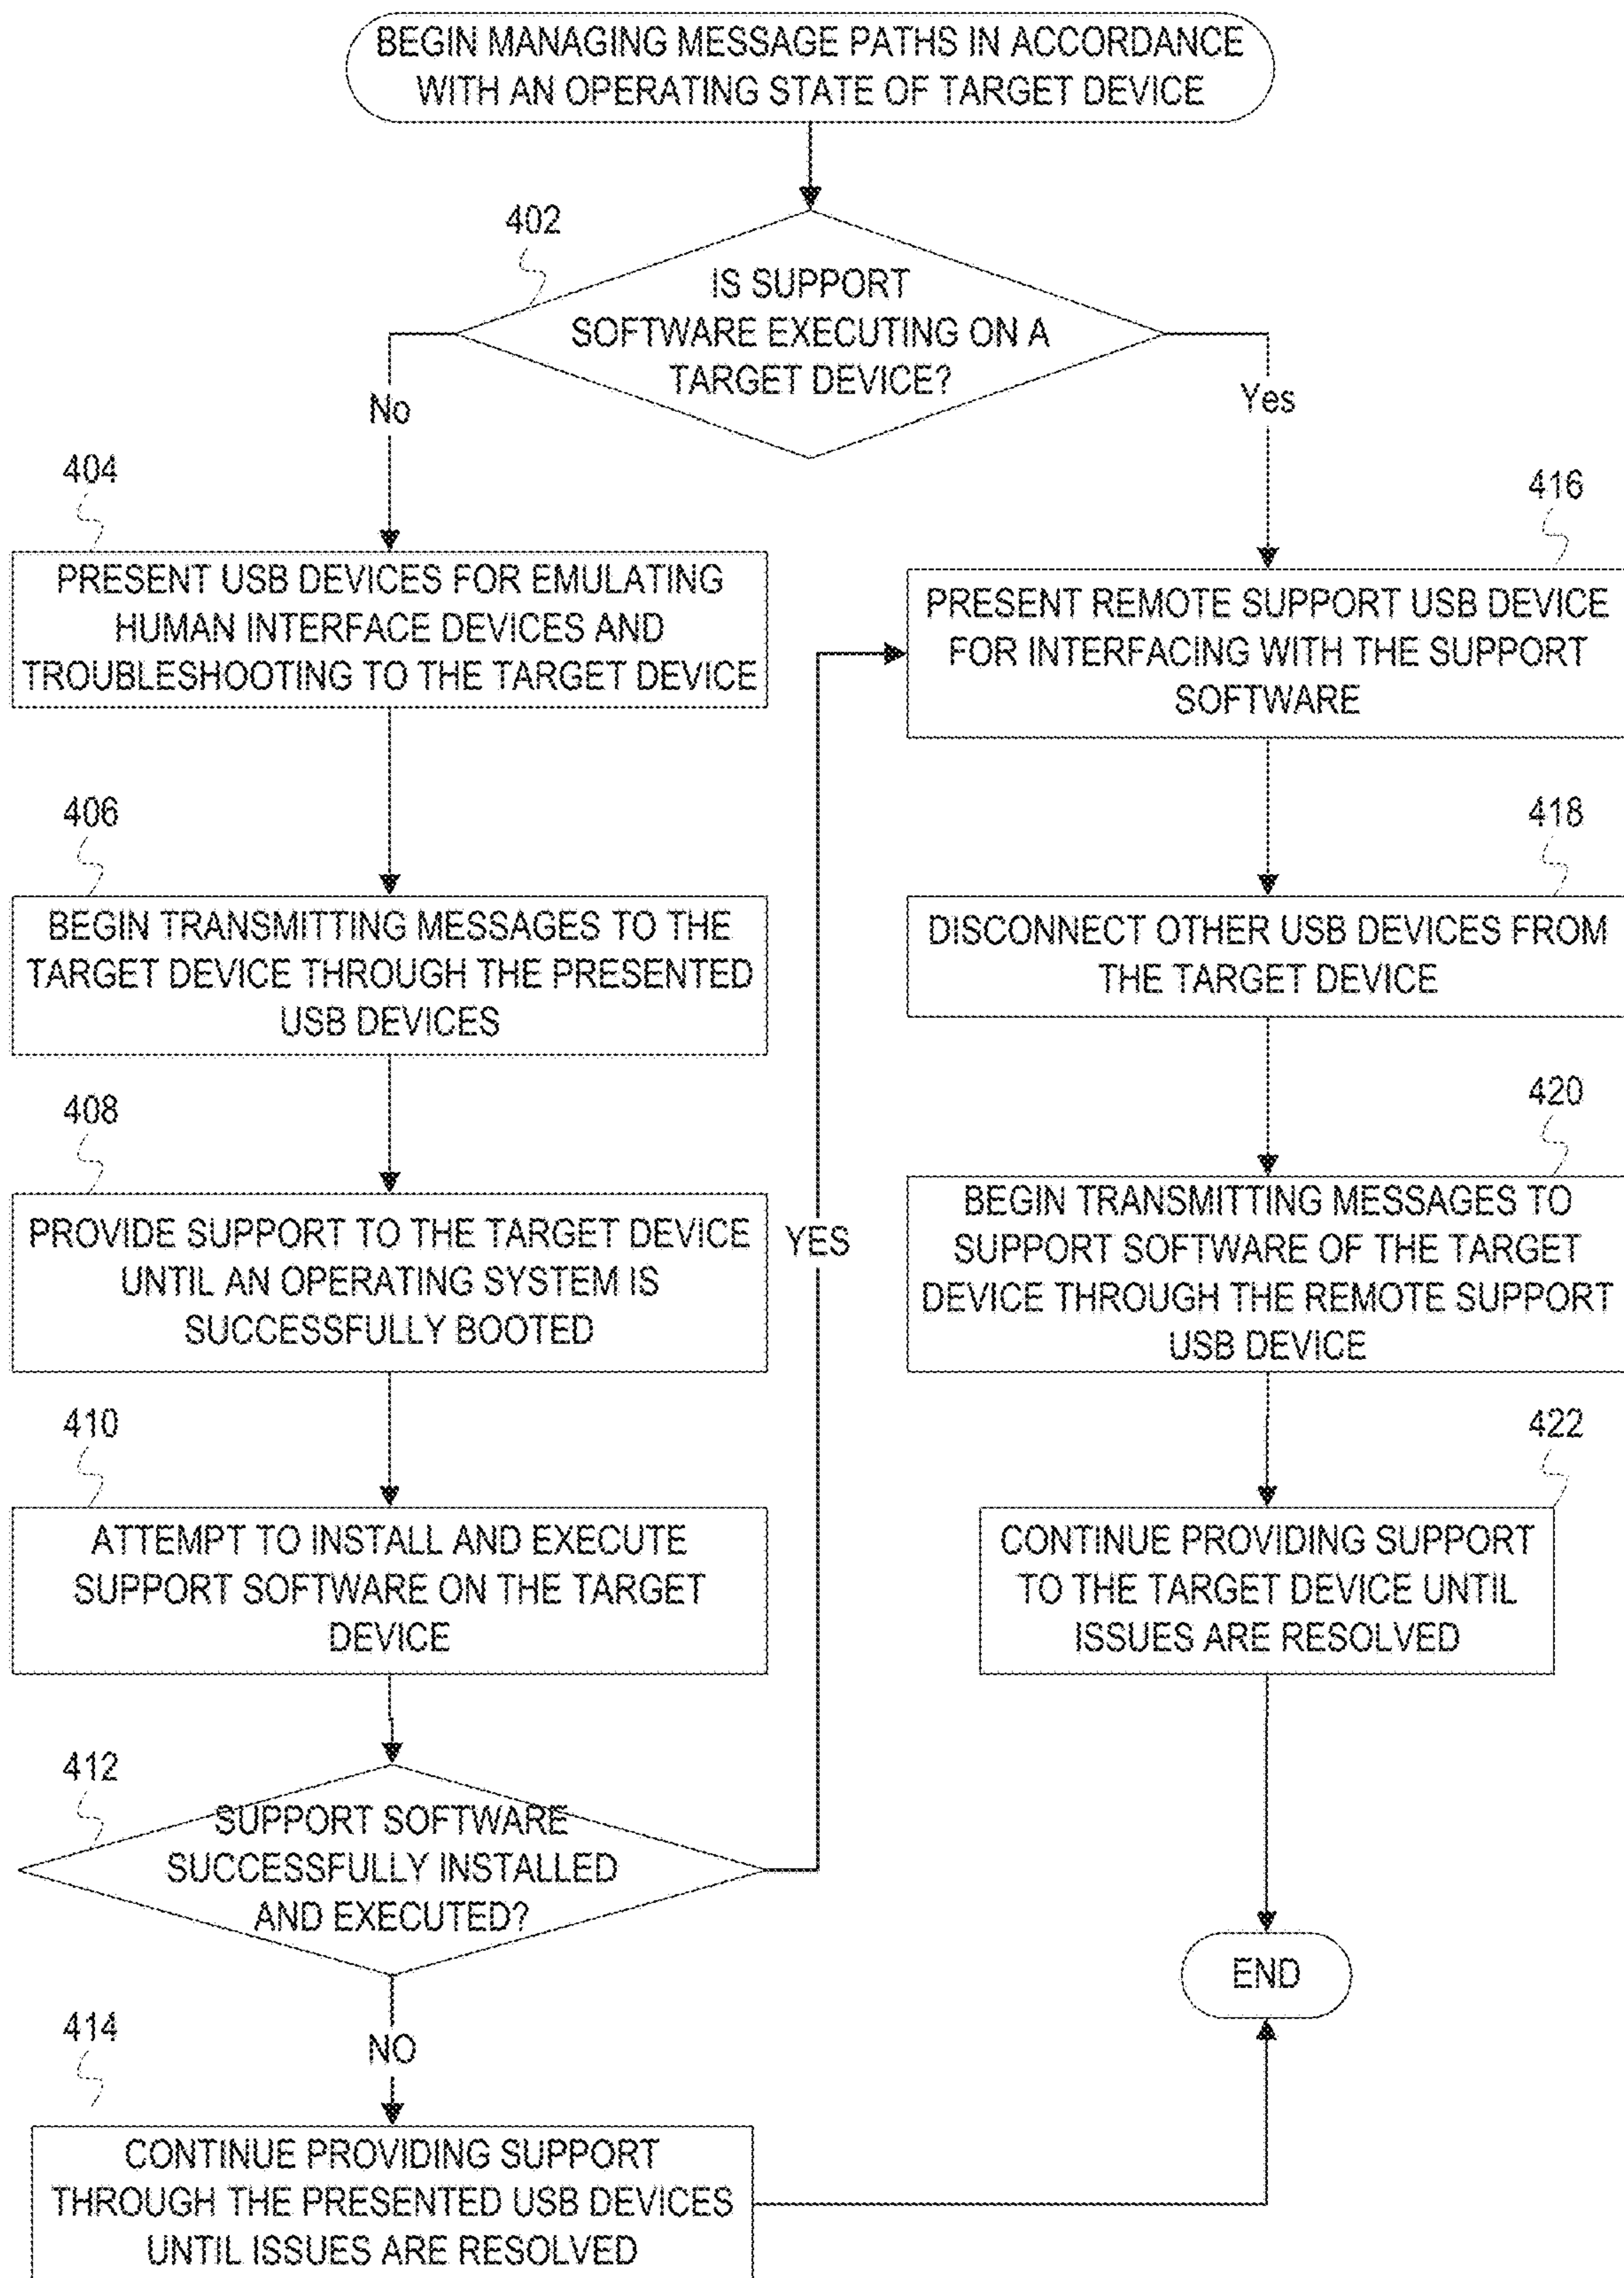 BEGIN MANAGING MESSAGE PATHS IN ACCORDANCE
WITH AN OPERATING STATE OF TARGET DEVICE
402
IS SUPPORT
SOFTWARE EXECUTING ON A
TARGET DEVICE?
No
Yes
404
PRESENT USB DEVICES FOR EMULATING
HUMAN INTERFACE DEVICES AND
TROUBLESHOOTING TO THE TARGET DEVICE
406
BEGIN TRANSMITTING MESSAGES TO THE
TARGET DEVICE THROUGH THE PRESENTED
USB DEVICES
408
PROVIDE SUPPORT TO THE TARGET DEVICE
UNTIL AN OPERATING SYSTEM IS
SUCCESSFULLY BOOTED
410
ATTEMPT TO INSTALL AND EXECUTE
SUPPORT SOFTWARE ON THE TARGET
DEVICE
412
SUPPORT SOFTWARE
SUCCESSFULLY INSTALLED
AND EXECUTED?
YES
NO
414
CONTINUE PROVIDING SUPPORT
THROUGH THE PRESENTED USB DEVICES
UNTIL ISSUES ARE RESOLVED
416
PRESENT REMOTE SUPPORT USB DEVICE
FOR INTERFACING WITH THE SUPPORT
SOFTWARE
418
DISCONNECT OTHER USB DEVICES FROM
THE TARGET DEVICE
420
BEGIN TRANSMITTING MESSAGES TO
SUPPORT SOFTWARE OF THE TARGET
DEVICE THROUGH THE REMOTE SUPPORT
USB DEVICE
422
CONTINUE PROVIDING SUPPORT
TO THE TARGET DEVICE UNTIL
ISSUES ARE RESOLVED
END